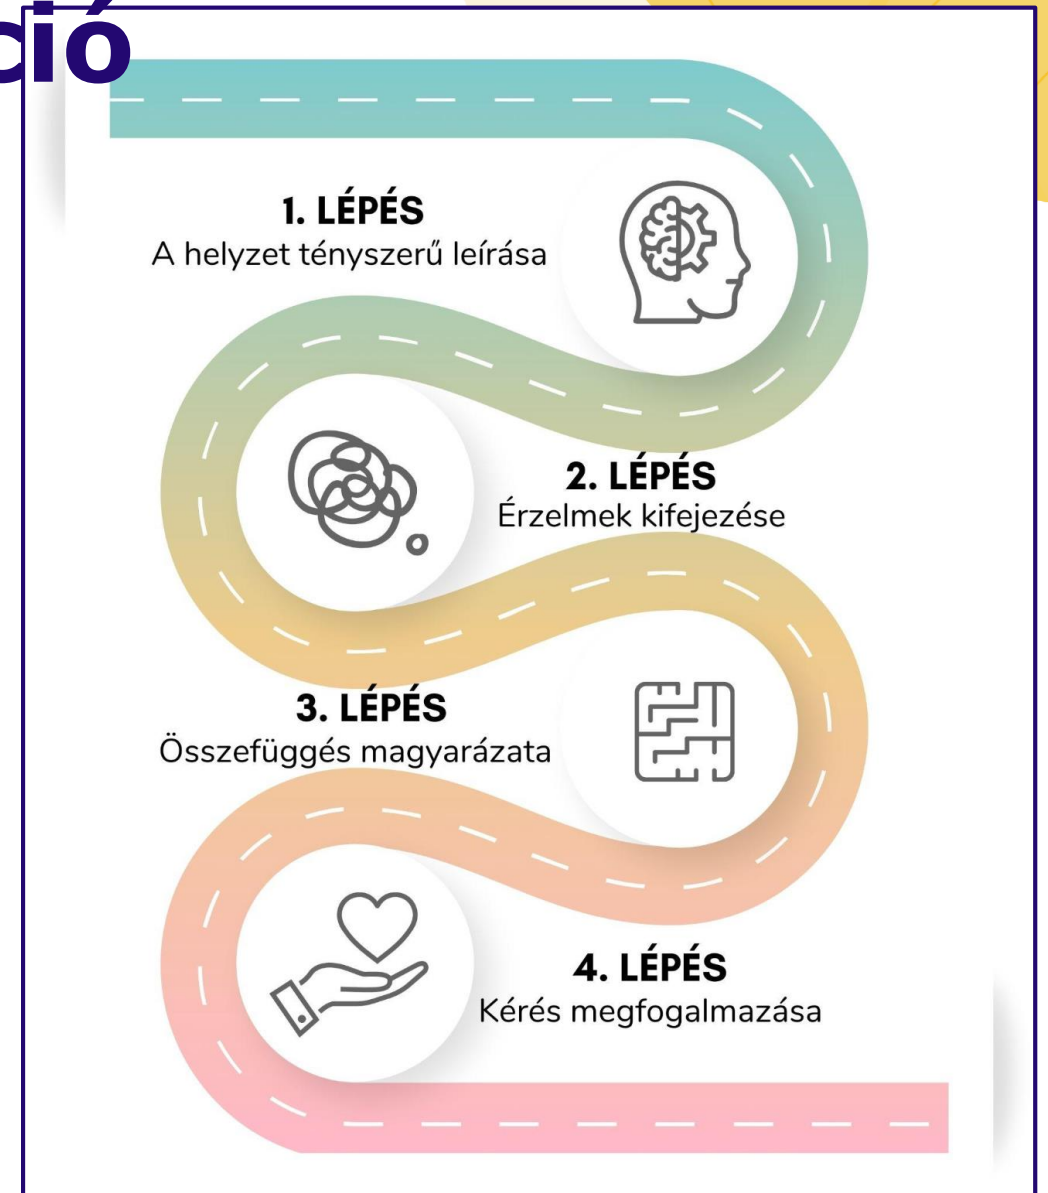 ció
1. LÉPÉS
A helyzet tényszerű leírása
2. LÉPÉS
Érzelmek kifejezése
3. LÉPÉS
Összefüggés magyarázata
4. LÉPÉS
Kérés megfogalmazása